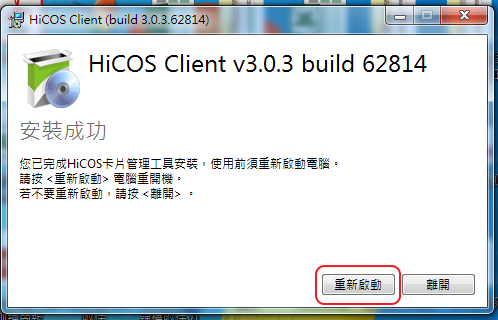 HiCOS Client (build 3.0.3.62814)
HiCOS Client v3.0.3 build 62814
安裝成功
您已完成HiCOS卡片管理工具安裝，使用前須重新啟動電腦。
請按 <重新啟動> 電腦重開機。
若不要重新啟動，請按 <離開> 。
重新啟動 離開